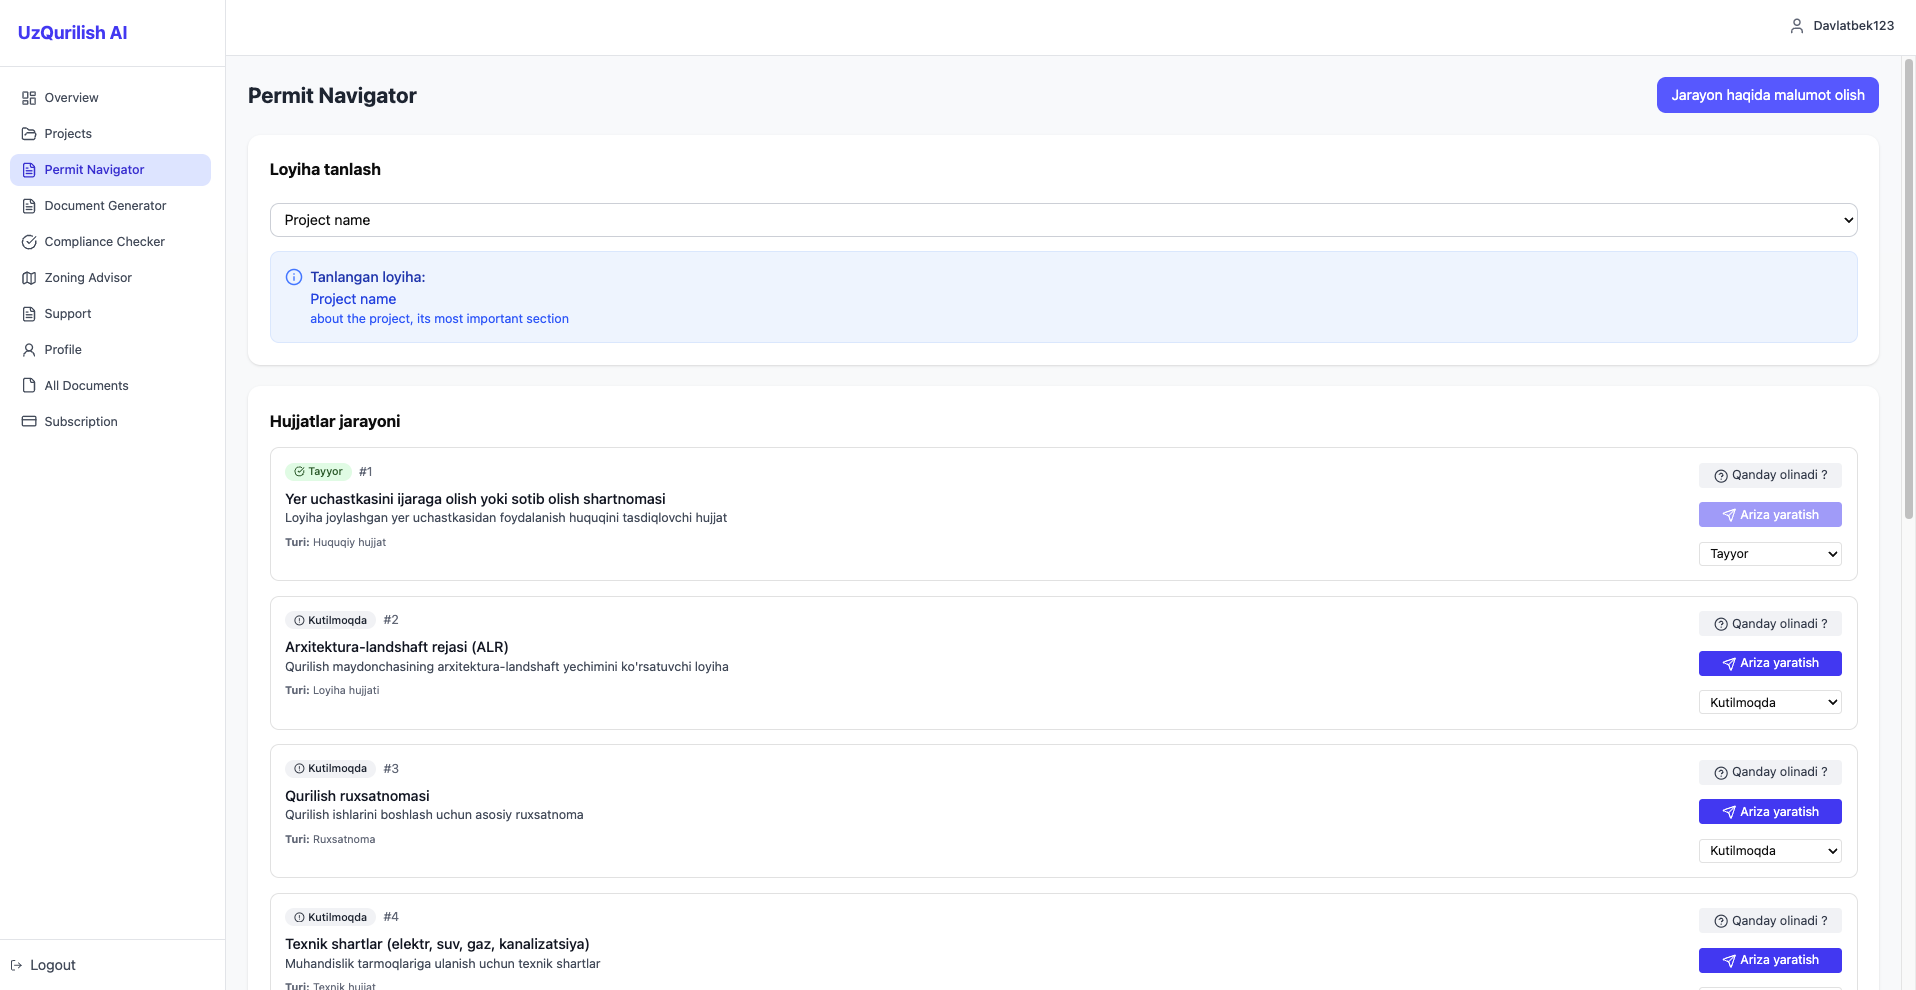 UzQurilish AI
Davlatbek123
Overview
Projects
Permit Navigator
Document Generator
Compliance Checker
Zoning Advisor
Support
Profile
All Documents
Subscription
Logout
Permit Navigator
Jarayon haqida malumot olish
Loyiha tanlash
Project name
Tanlangan loyiha:
Project name
about the project, its most important section
Hujjatlar jarayoni
Tayyor #1
Yer uchastkasini ijaraga olish yoki sotib olish shartnomasi
Loyiha joylashgan yer uchastkasidan foydalanish huquqini tasdiqlovchi hujjat
Turi: Huquqiy hujjat
Qanday olinadi ?
Ariza yaratish
Tayyor
Kutilmoqda #2
Arxitektura-landshaft rejasi (ALR)
Qurilish maydonchasining arxitektura-landshaft yechimini ko'rsatuvchi loyiha
Turi: Loyiha hujjati
Qanday olinadi ?
Ariza yaratish
Kutilmoqda
Kutilmoqda #3
Qurilish ruxsatnomasi
Qurilish ishlarini boshlash uchun asosiy ruxsatnoma
Turi: Ruxsatnoma
Qanday olinadi ?
Ariza yaratish
Kutilmoqda
Kutilmoqda #4
Texnik shartlar (elektr, suv, gaz, kanalizatsiya)
Muhandislik tarmoqlariga ulanish uchun texnik shartlar
Turi: Texnik hujjat
Qanday olinadi ?
Ariza yaratish